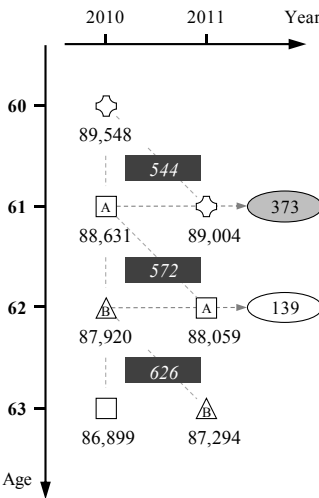 2010 2011 Year
60
89,548
544
61 A 373
88,631 89,004
572
62 B A 139
87,920 88,059
626
63 B
86,899 87,294
Age